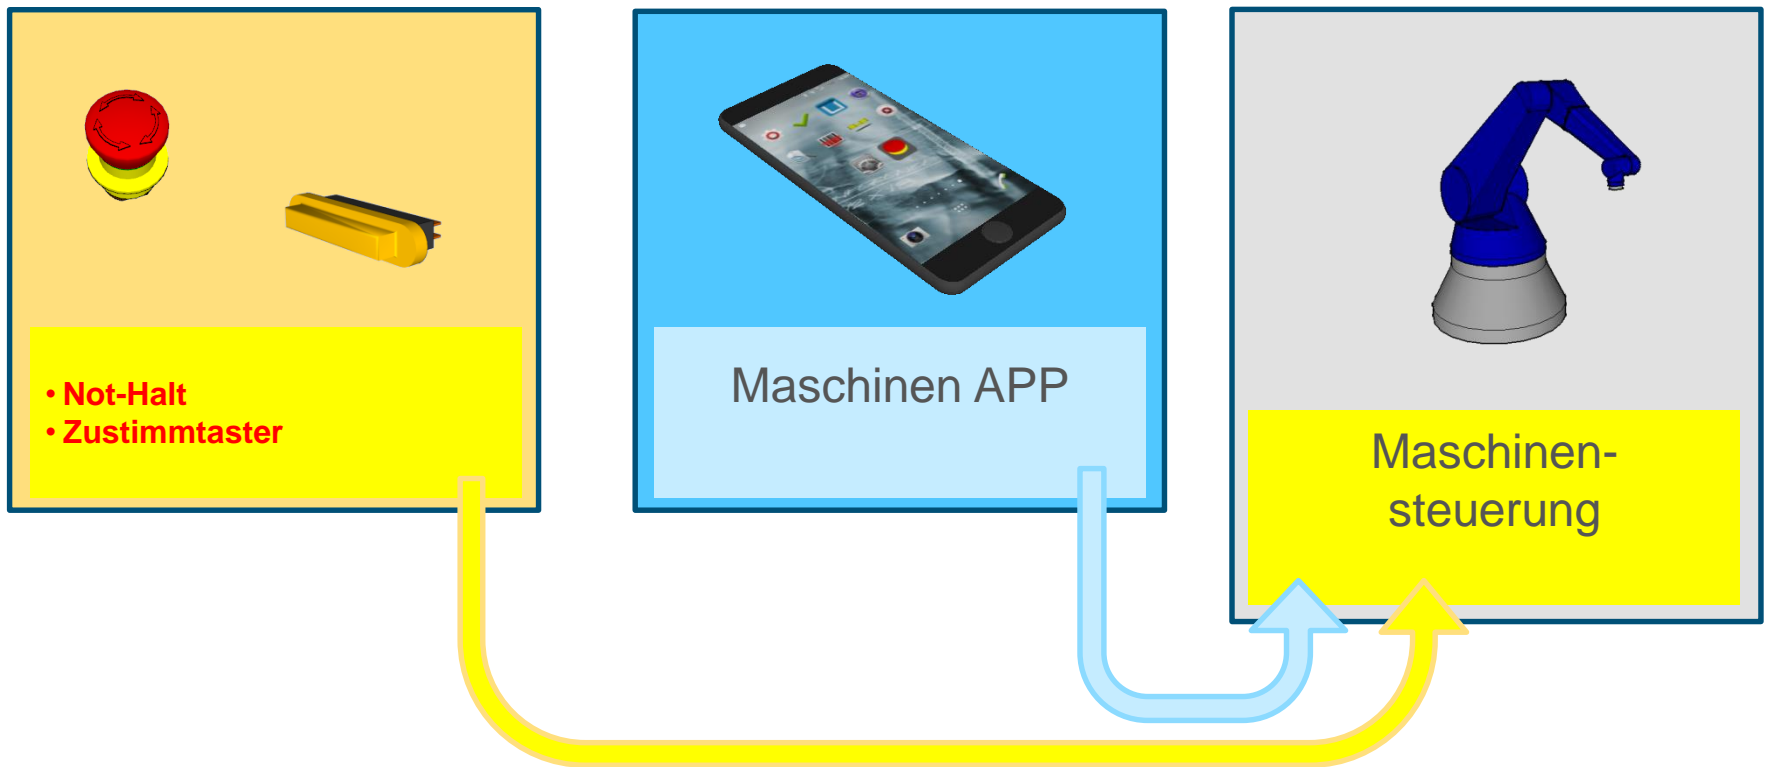 • Not-Halt
• Zustimmtaster
Maschinen APP
Maschinen-
steuerung